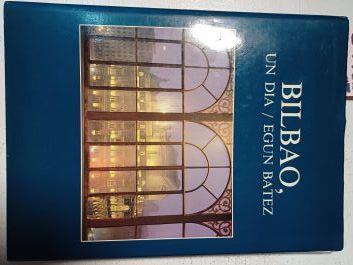 BILBAO,
UN DIA / EGUN BATEZ